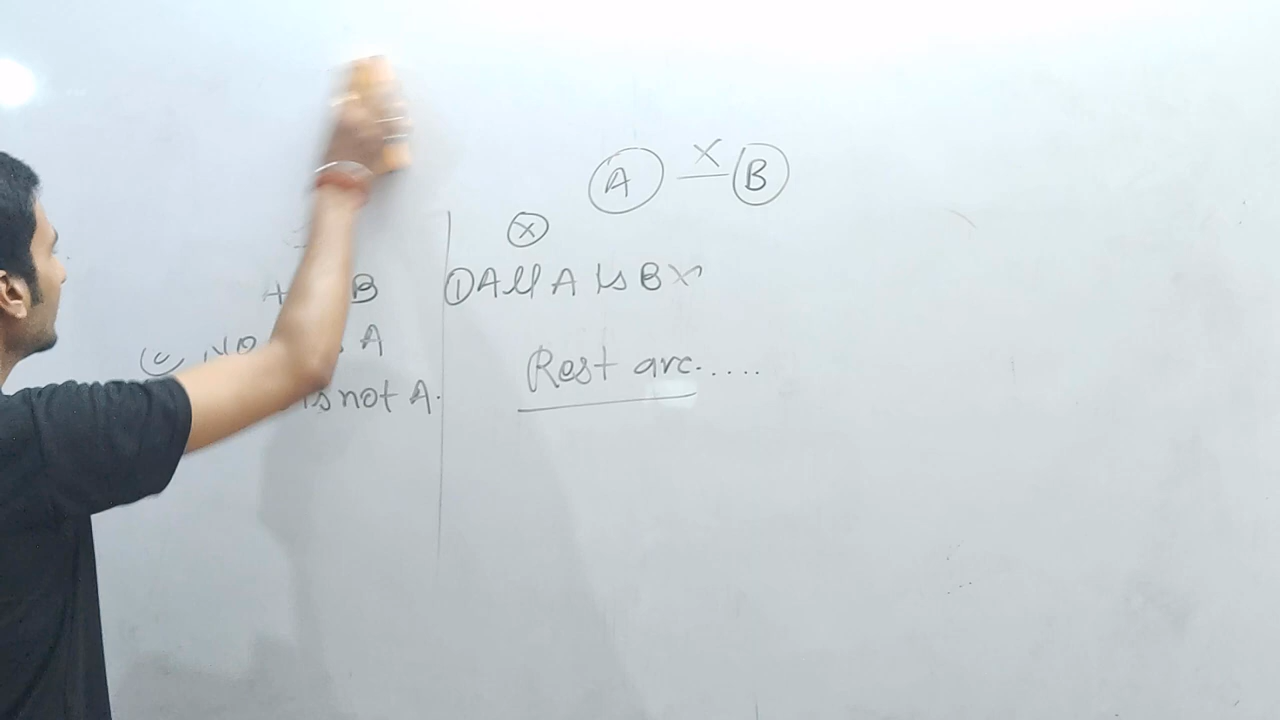 A X B
B
NO A
is not A.
X
① All A is B X
Rest are.....